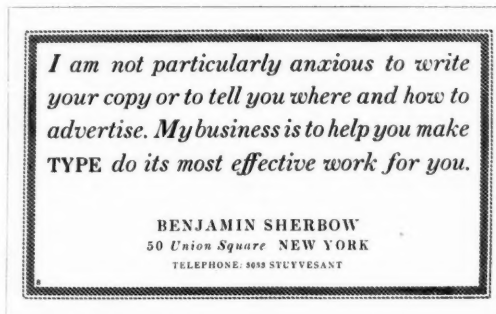 I am not particularly anxious to write
your copy or to tell you where and how to
advertise. My business is to help you make
TYPE do its most effective work for you.
BENJAMIN SHERBOW
50 Union Square NEW YORK
TELEPHONE: STUYVESANT
8